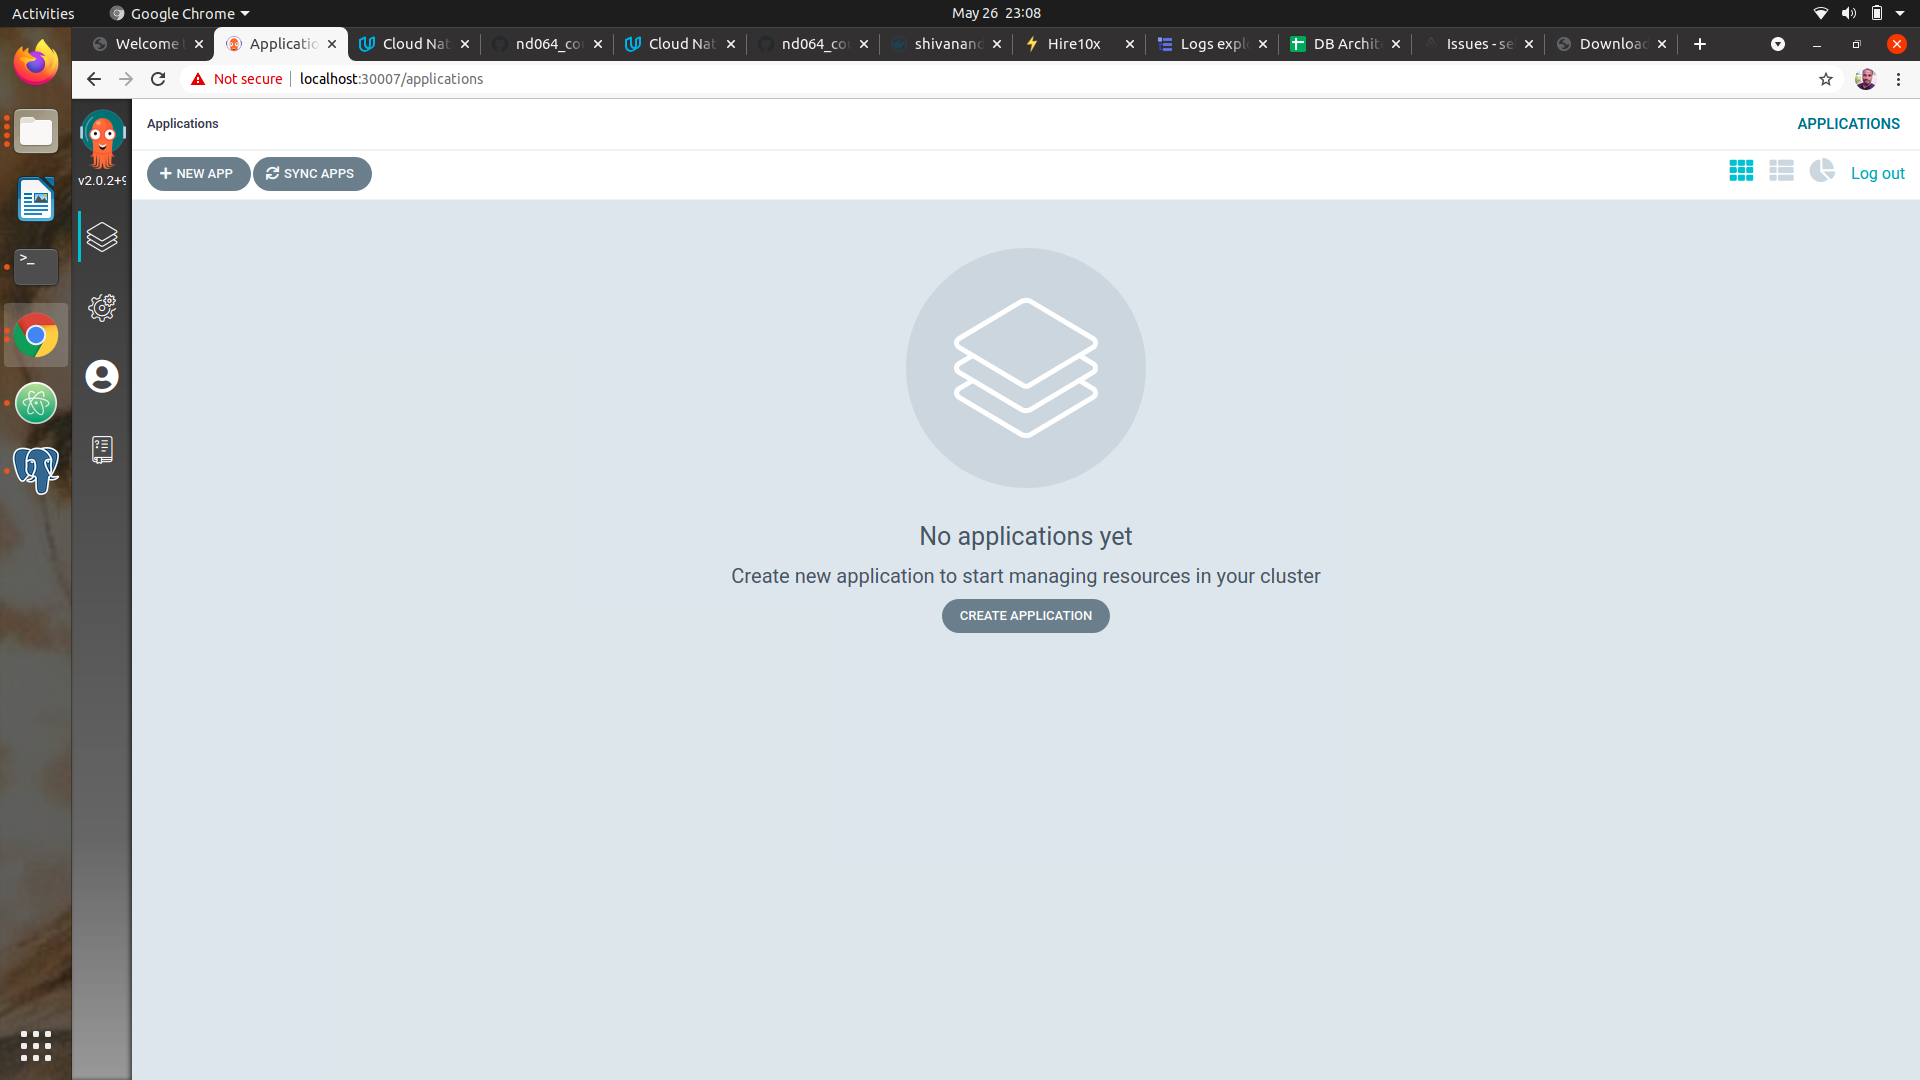 Activities
Google Chrome
May 26 23:08
Welcome
Applicatio
Cloud Nat
nd064_co
Cloud Nat
nd064_co
shivanand
Hire10x
Logs expl
DB Archit
Issues - se
Download
Not secure
localhost:30007/applications
v2.0.2+9
Applications
APPLICATIONS
NEW APP
SYNC APPS
Log out
No applications yet
Create new application to start managing resources in your cluster
CREATE APPLICATION